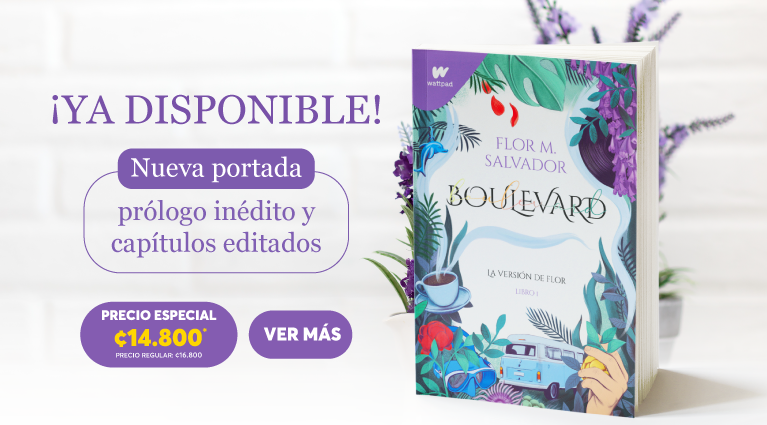 ¡YA DISPONIBLE!
Nueva portada
prólogo inédito y
capítulos editados
PRECIO ESPECIAL
₡14.800*
PRECIO REGULAR: ₡16.800
VER MÁS
wattpad
FLOR M.
SALVADOR
BOULEVARD
LA VERSIÓN DE FLOR
LIBRO 1